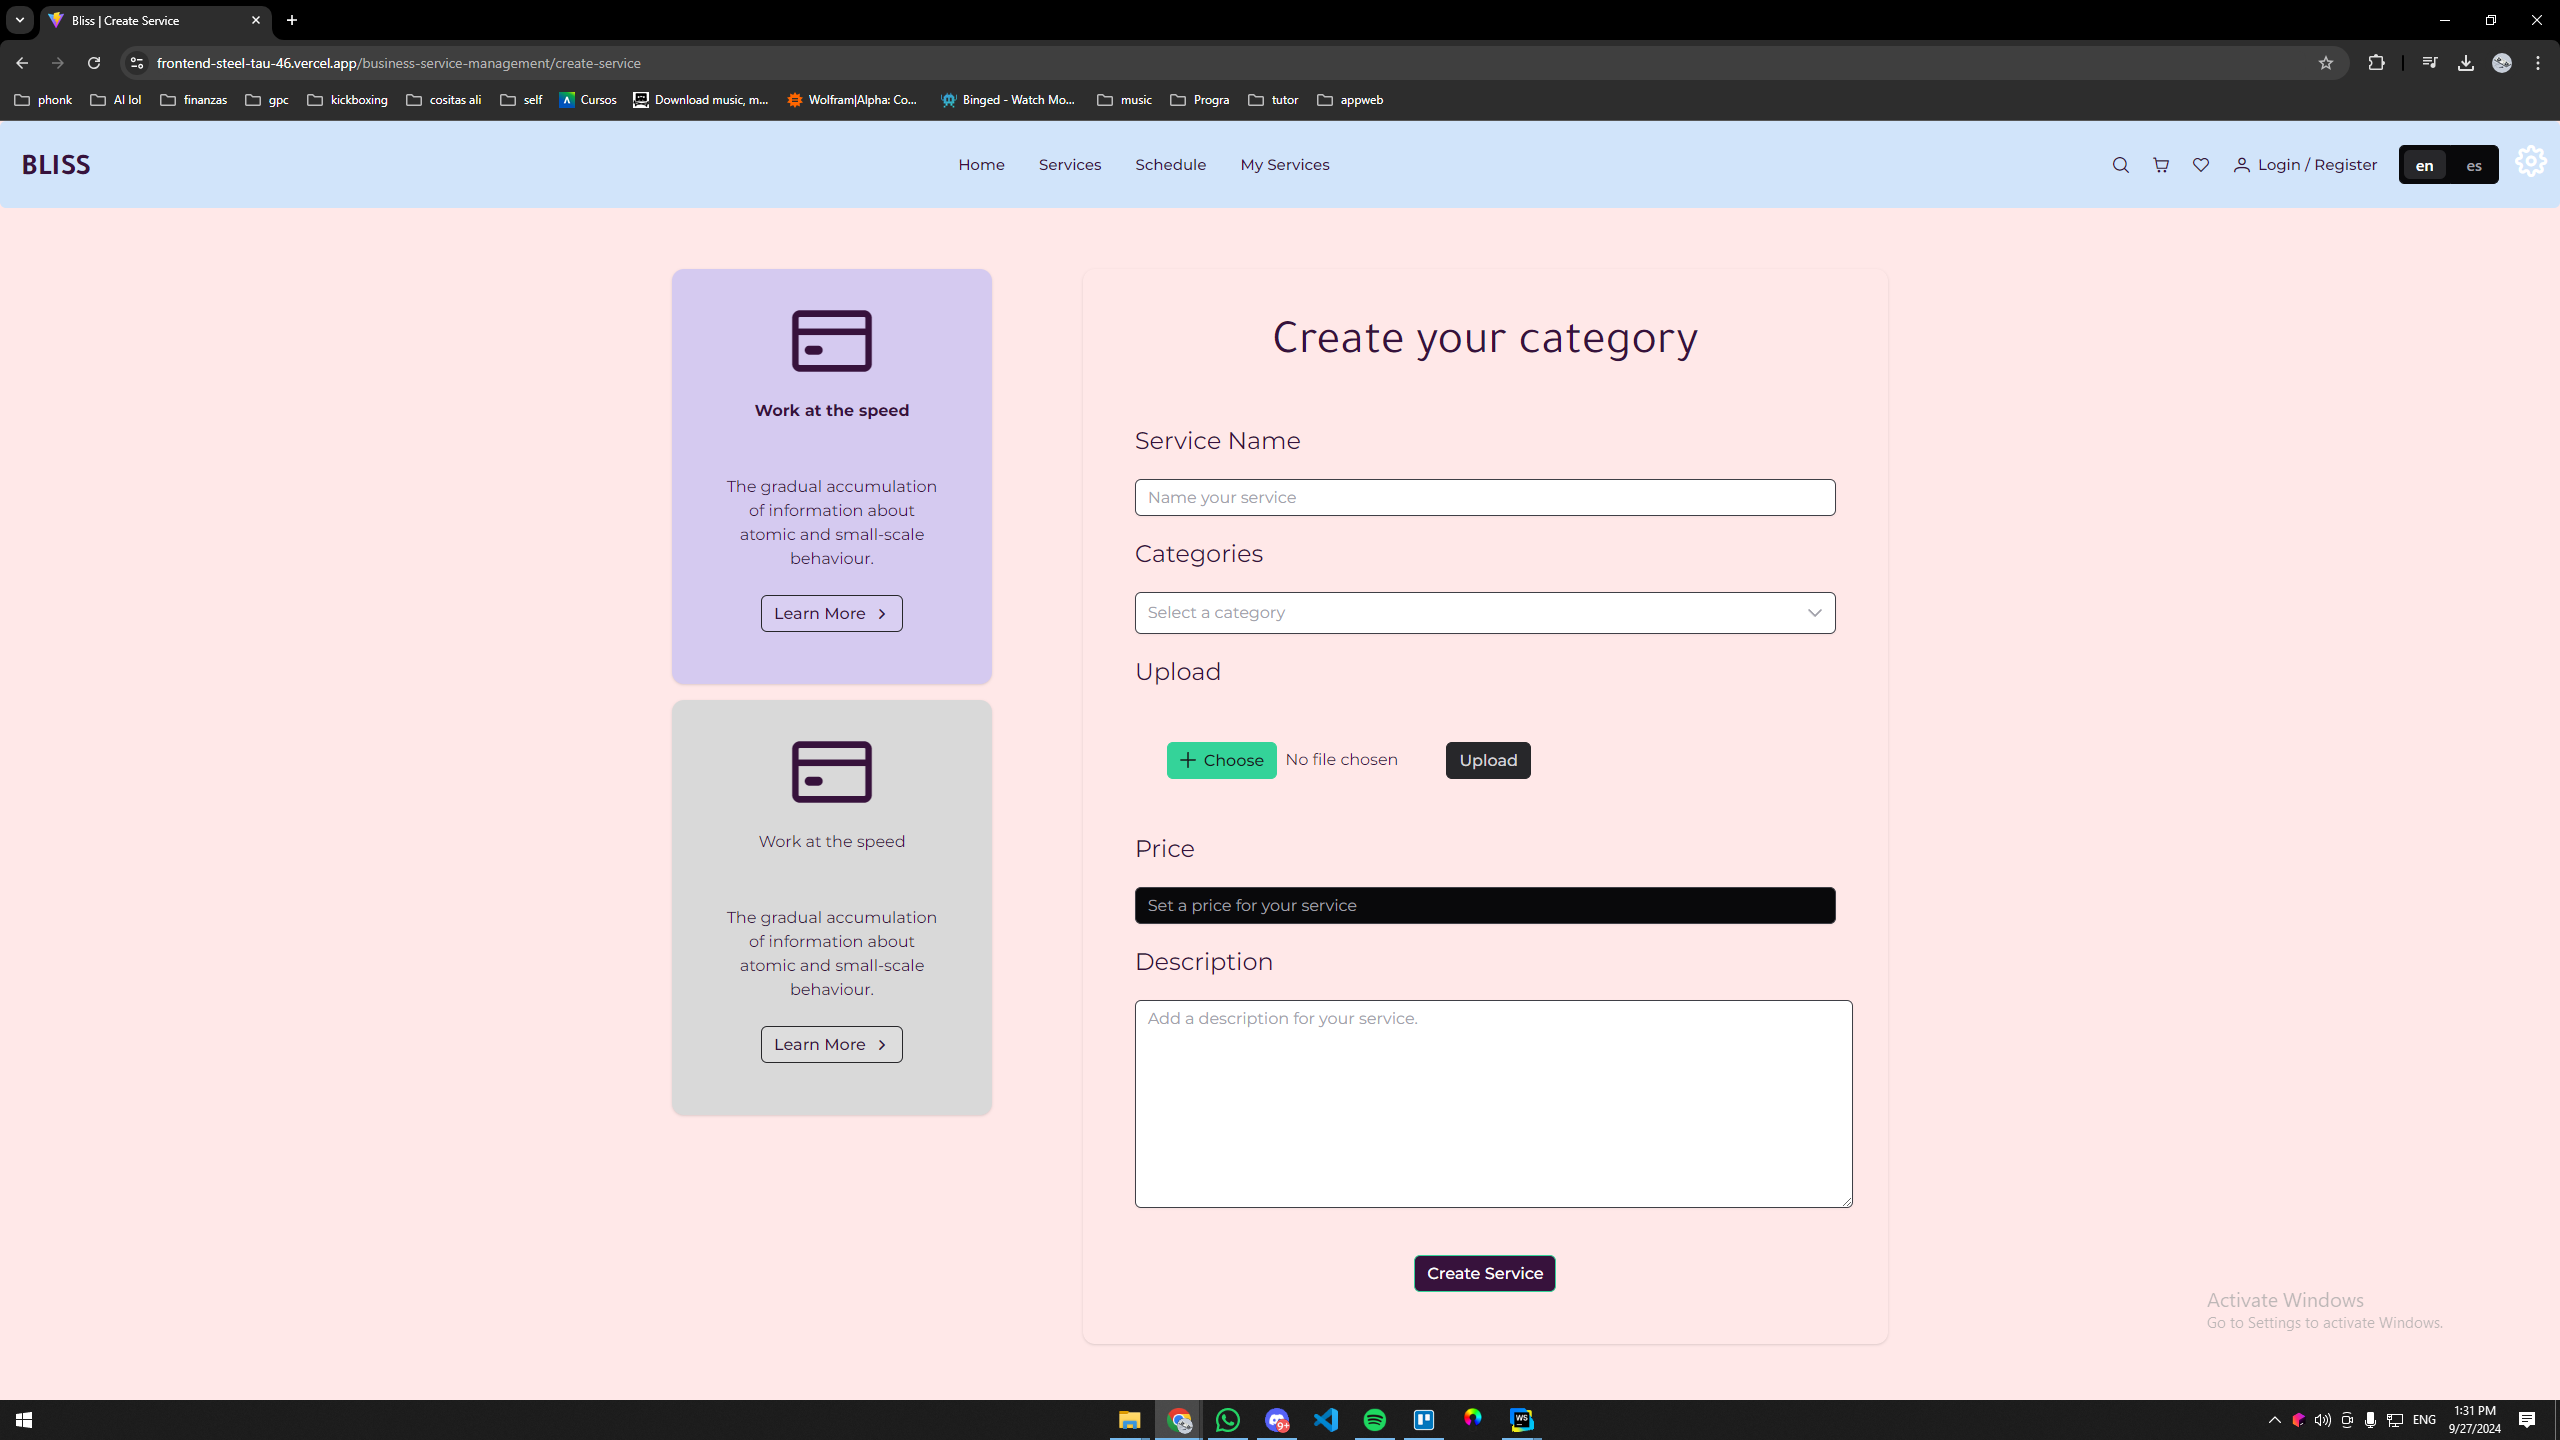 Bliss | Create Service
frontend-steel-tau-46.vercel.app/business-service-management/create-service
phonk
AI lol
finanzas
gpc
kickboxing
cositas ali
self
Cursos
Download music, m...
Wolfram|Alpha: Co...
Binged - Watch Mo...
music
Progra
tutor
appweb
BLISS
Home
Services
Schedule
My Services
Login / Register
en
es
Work at the speed
The gradual accumulation
of information about
atomic and small-scale
behaviour.
Learn More
Work at the speed
The gradual accumulation
of information about
atomic and small-scale
behaviour.
Learn More
Create your category
Service Name
Name your service
Categories
Select a category
Upload
Choose
No file chosen
Upload
Price
Set a price for your service
Description
Add a description for your service.
Create Service
Activate Windows
Go to Settings to activate Windows.
9+
WS
ENG
1:31 PM
9/27/2024